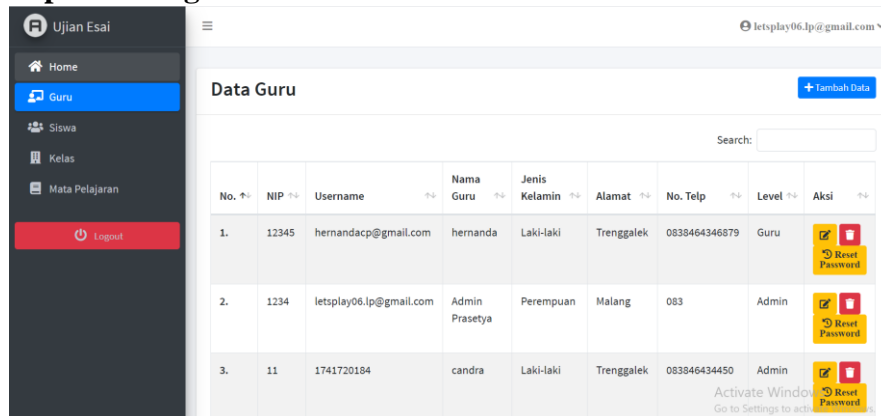 Ujian Esai
letsplay06.lp@gmail.com
Home
Guru
Siswa
Kelas
Mata Pelajaran
Logout
Data Guru
Tambah Data
Search:
No. NIP Username Nama Guru Jenis Kelamin Alamat No. Telp Level Aksi
1. 12345 hernandacp@gmail.com hernanda Laki-laki Trenggalek 0838464346879 Guru
Reset Password
2. 1234 letsplay06.lp@gmail.com Admin Prasetya Perempuan Malang 083 Admin
Reset Password
3. 11 1741720184 candra Laki-laki Trenggalek 083846434450 Admin
Reset Password
Activate Windows
Go to Settings to activate Windows.